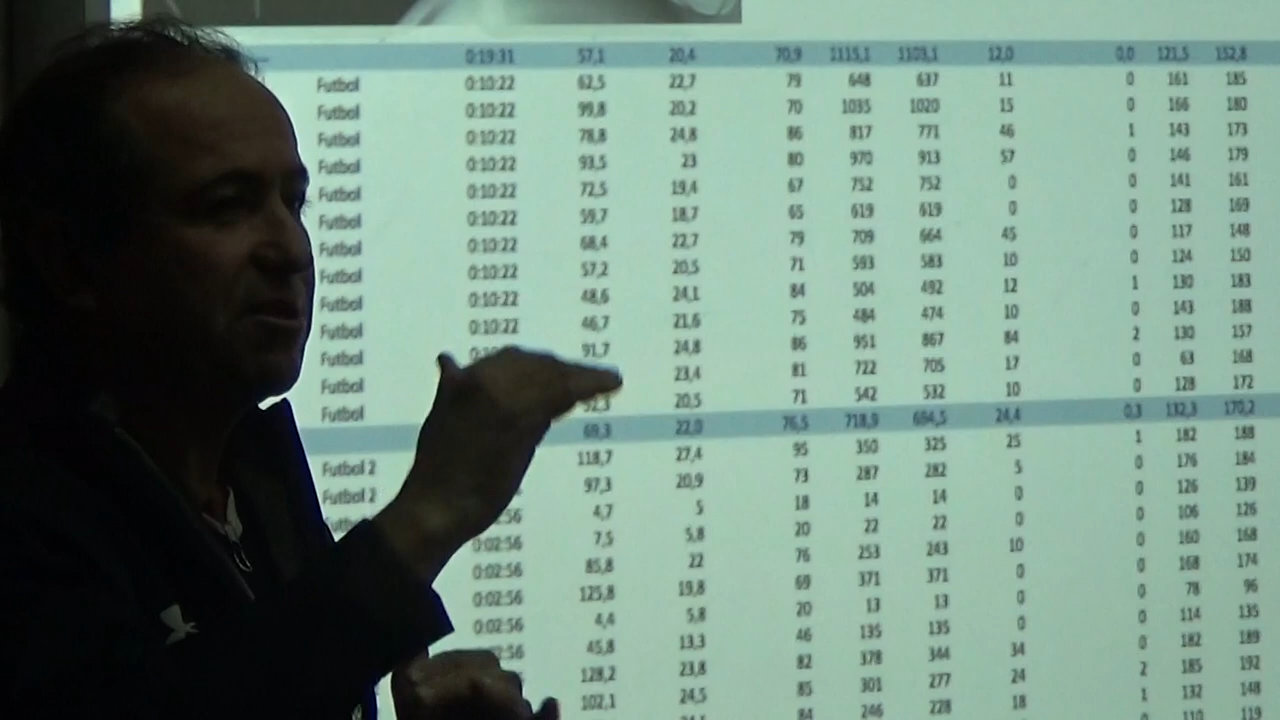 0:19:31 57,1 20,4 70,9 1115,1 1103,1 12,0 0,0 121,5 152,8
Futbol 0:10:22 62,5 22,7 79 648 637 11 0 161 185
Futbol 0:10:22 99,8 20,2 70 1035 1020 15 0 166 180
Futbol 0:10:22 78,8 24,8 86 817 771 46 1 143 173
Futbol 0:10:22 93,5 23 80 970 913 57 0 146 179
Futbol 0:10:22 72,5 19,4 67 752 752 0 0 141 161
Futbol 0:10:22 59,7 18,7 65 619 619 0 0 128 169
Futbol 0:10:22 68,4 22,7 79 709 664 45 0 117 148
Futbol 0:10:22 57,2 20,5 71 593 583 10 0 124 150
Futbol 0:10:22 48,6 24,1 84 504 492 12 1 130 183
Futbol 0:10:22 46,7 21,6 75 484 474 10 0 143 188
Futbol 91,7 24,8 86 951 867 84 2 130 157
Futbol 23,4 81 722 705 17 0 63 168
Futbol 20,5 71 542 532 10 0 128 172
69,3 22,0 76,5 718,9 694,5 24,4 0,3 132,3 170,2
Futbol 2 118,7 27,4 95 350 325 25 1 182 188
Futbol 2 97,3 20,9 73 287 282 5 0 176 184
4,7 5 18 14 14 0 0 126 139
0:02:56 7,5 5,8 20 22 22 0 0 106 126
0:02:56 85,8 22 76 253 243 10 0 160 168
0:02:56 125,8 19,8 69 371 371 0 0 168 174
0:02:56 4,4 5,8 20 13 13 0 0 78 96
45,8 13,3 46 135 135 0 0 114 135
128,2 23,8 82 378 344 34 0 182 189
102,1 24,5 85 301 277 24 2 185 192
84 246 228 18 1 132 148
110 119